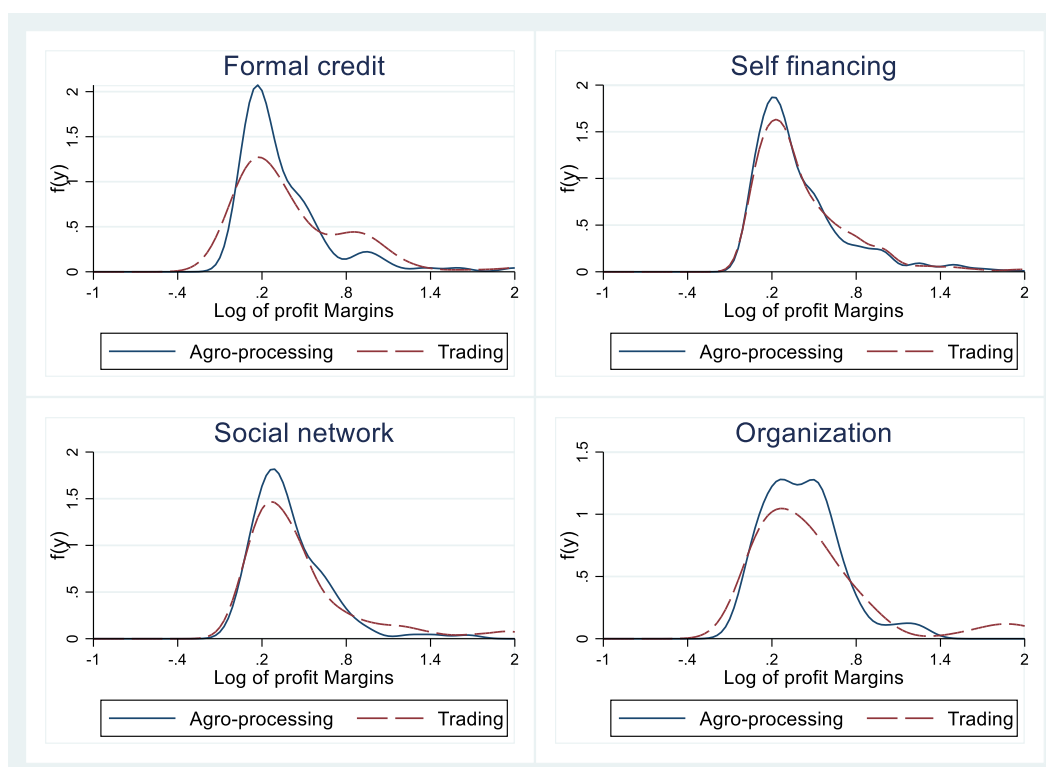 Formal credit
f(y)
2
1.5
1
.5
0
-1 -.4 .2 .8 1.4 2
Log of profit Margins
Agro-processing Trading
Self financing
f(y)
2
1.5
1
.5
0
-1 -.4 .2 .8 1.4 2
Log of profit Margins
Agro-processing Trading
Social network
f(y)
2
1.5
1
.5
0
-1 -.4 .2 .8 1.4 2
Log of profit Margins
Agro-processing Trading
Organization
f(y)
1.5
1
.5
0
-1 -.4 .2 .8 1.4 2
Log of profit Margins
Agro-processing Trading